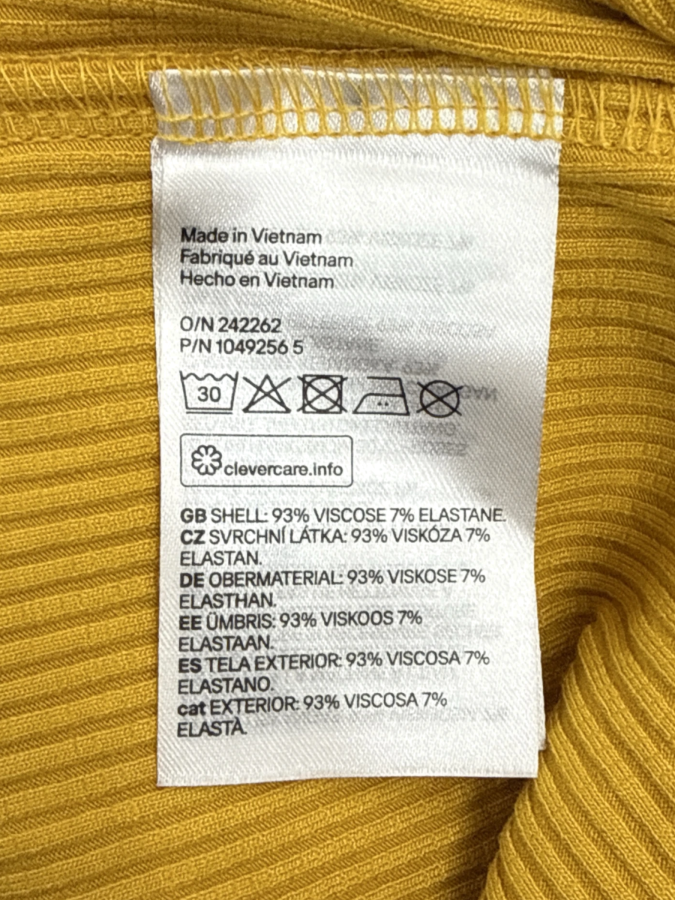 Made in Vietnam
Fabriqué au Vietnam
Hecho en Vietnam
O/N 242262
P/N 1049256 5
30
clevercare.info
GB SHELL: 93% VISCOSE 7% ELASTANE.
CZ SVRCHNÍ LÁTKA: 93% VISKÓZA 7%
ELASTAN.
DE OBERMATERIAL: 93% VISKOSE 7%
ELASTHAN.
EE ÜMBRIS: 93% VISKOOS 7%
ELASTAAN.
ES TELA EXTERIOR: 93% VISCOSA 7%
ELASTANO.
cat EXTERIOR: 93% VISCOSA 7%
ELASTÀ.